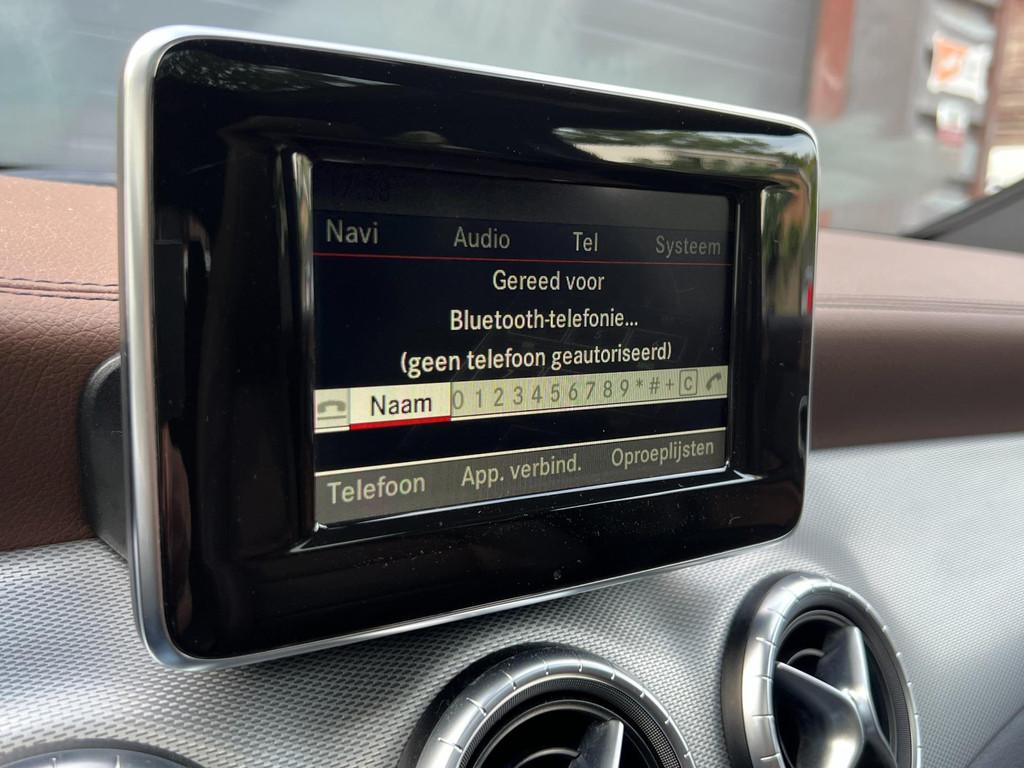 Navi Audio Tel Systeem
Gereed voor
Bluetooth-telefonie...
(geen telefoon geautoriseerd)
Naam 0 1 2 3 4 5 6 7 8 9 * # + C
Telefoon App. verbind. Oproeplijsten